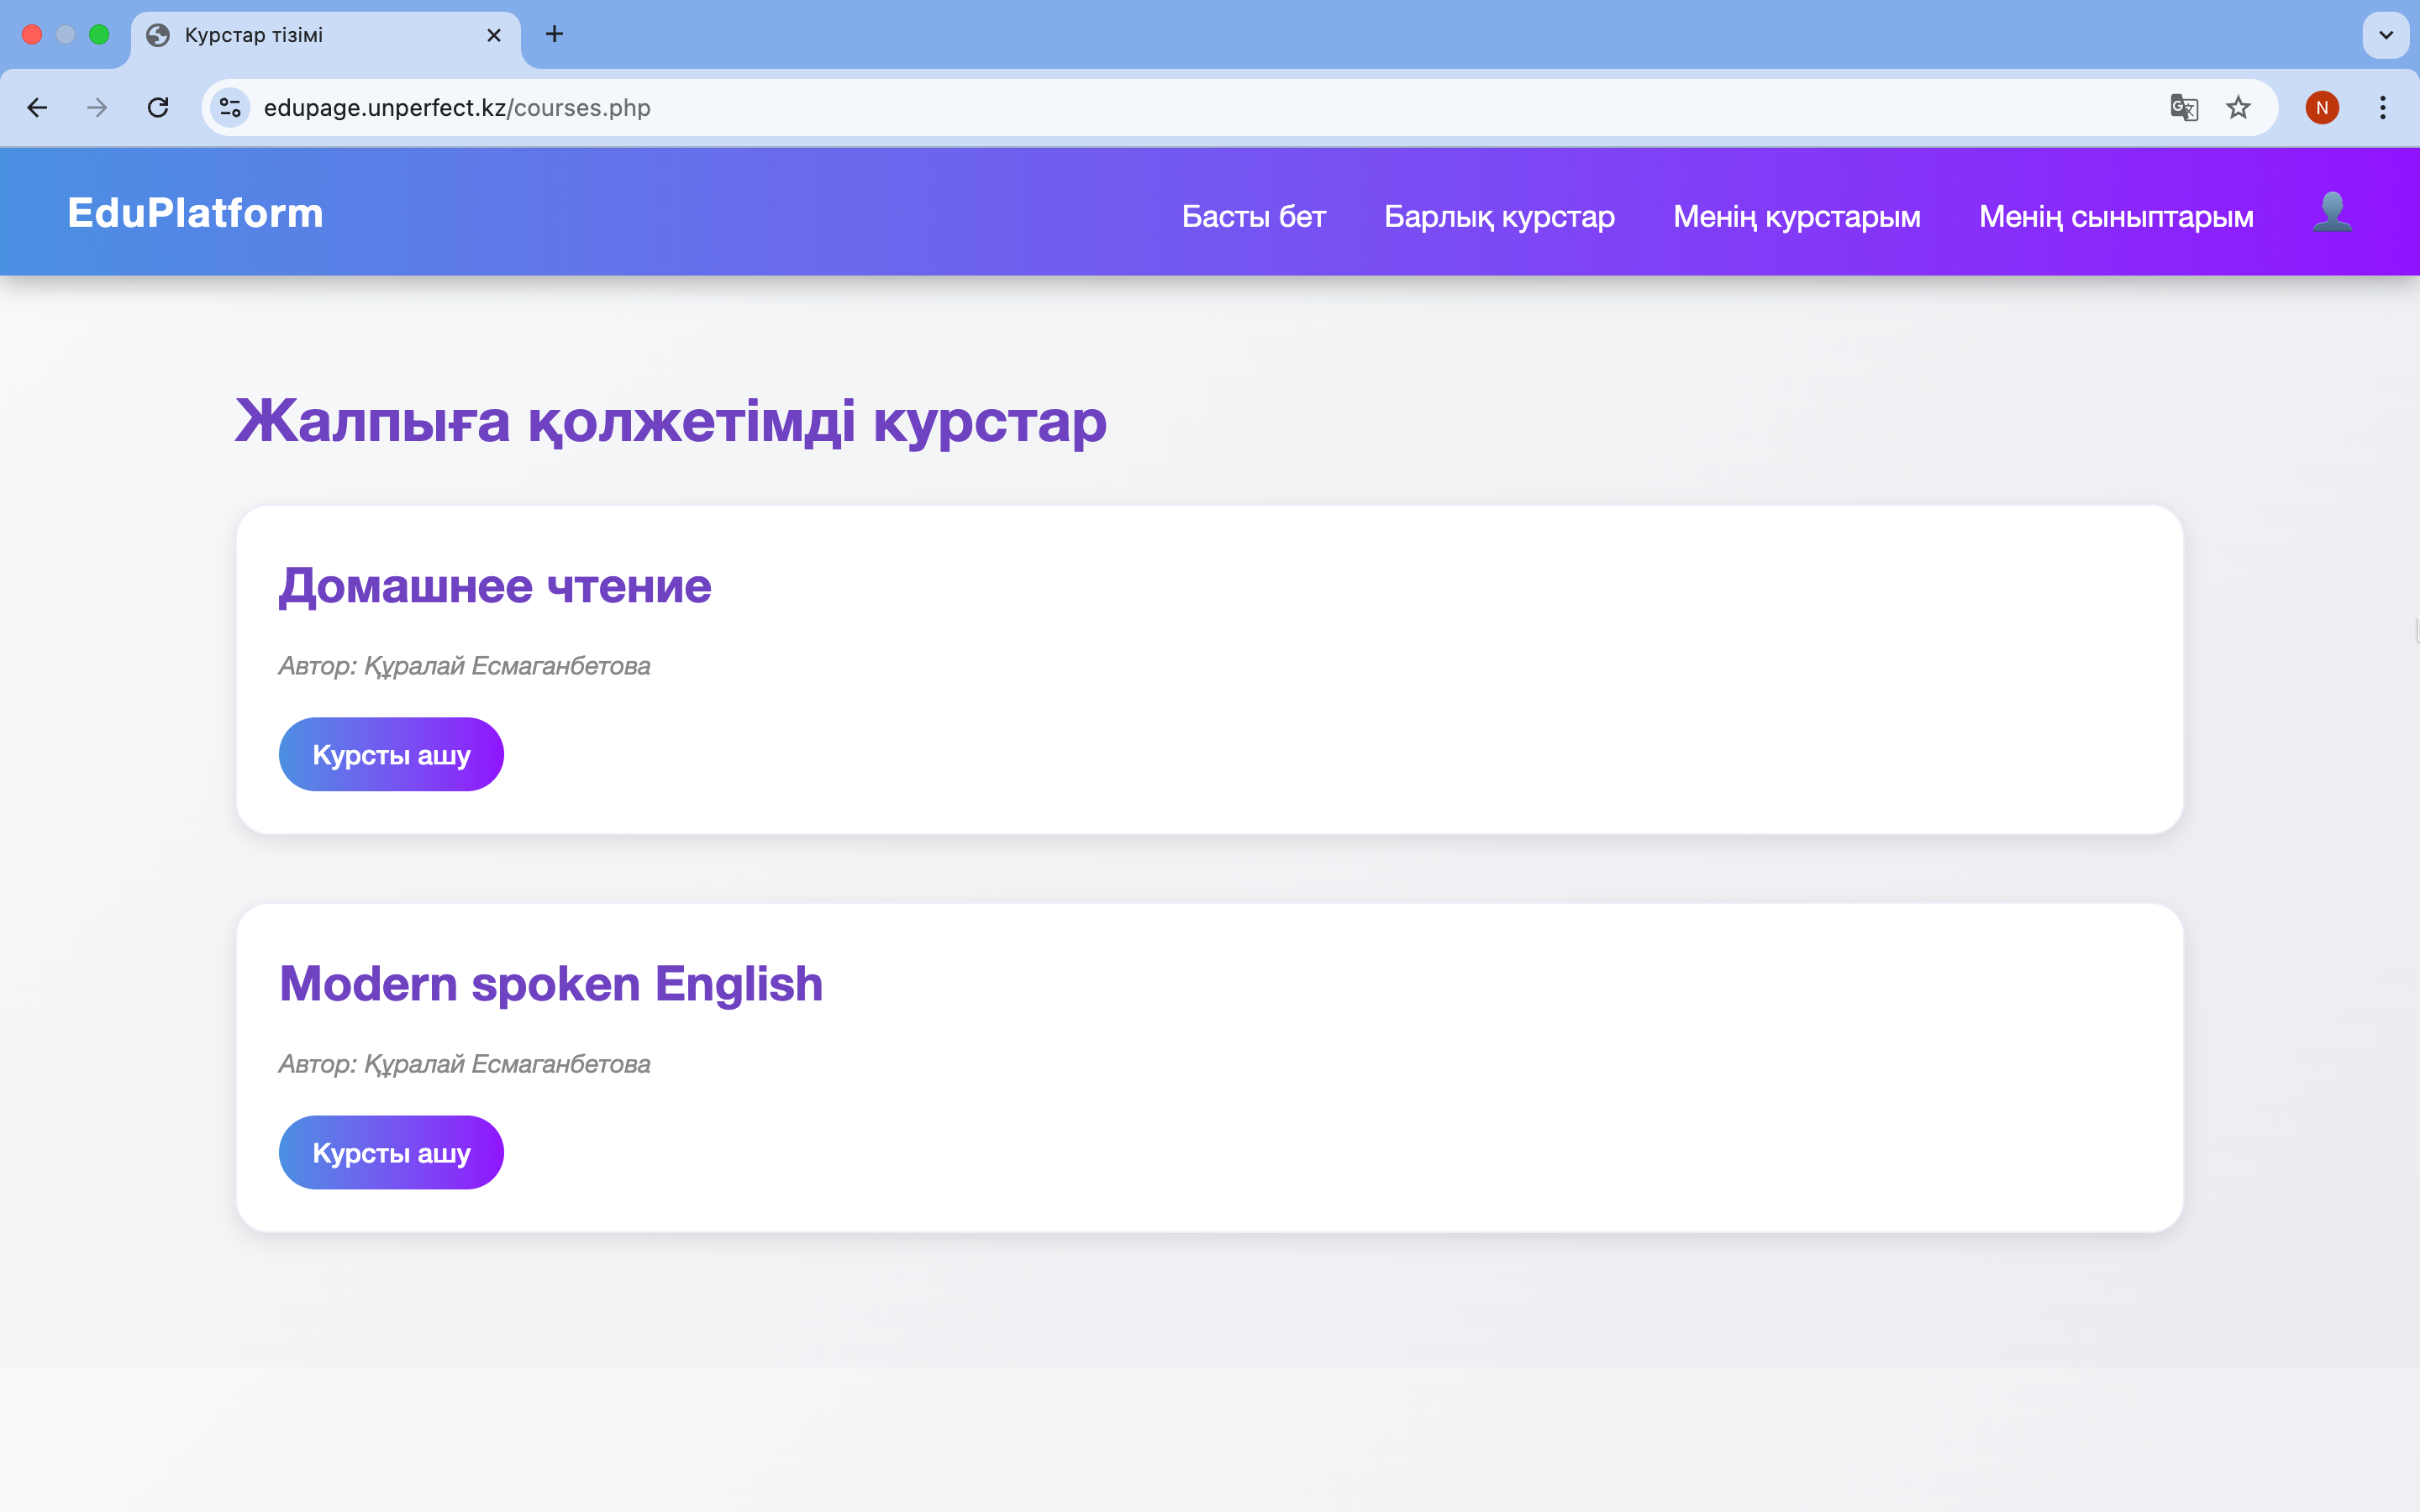 Курстар тізімі
edupage.unperfect.kz/courses.php
N
EduPlatform
Басты бет
Барлық курстар
Менің курстарым
Менің сыныптарым
Жалпыға қолжетімді курстар
Домашнее чтение
Автор: Құралай Есмаганбетова
Курсты ашу
Modern spoken English
Автор: Құралай Есмаганбетова
Курсты ашу